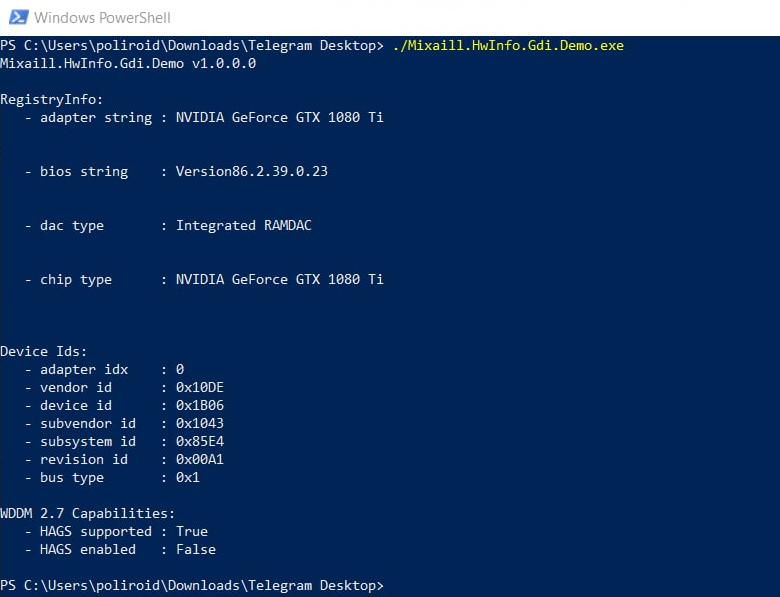 Windows PowerShell
PS C:\Users\poliroid\Downloads\Telegram Desktop> ./Mixaill.HwInfo.Gdi.Demo.exe
Mixaill.HwInfo.Gdi.Demo v1.0.0.0
RegistryInfo:
- adapter string : NVIDIA GeForce GTX 1080 Ti
- bios string : Version86.2.39.0.23
- dac type : Integrated RAMDAC
- chip type : NVIDIA GeForce GTX 1080 Ti
Device Ids:
- adapter idx : 0
- vendor id : 0x10DE
- device id : 0x1B06
- subvendor id : 0x1043
- subsystem id : 0x85E4
- revision id : 0x00A1
- bus type : 0x1
WDDM 2.7 Capabilities:
- HAGS supported : True
- HAGS enabled : False
PS C:\Users\poliroid\Downloads\Telegram Desktop>